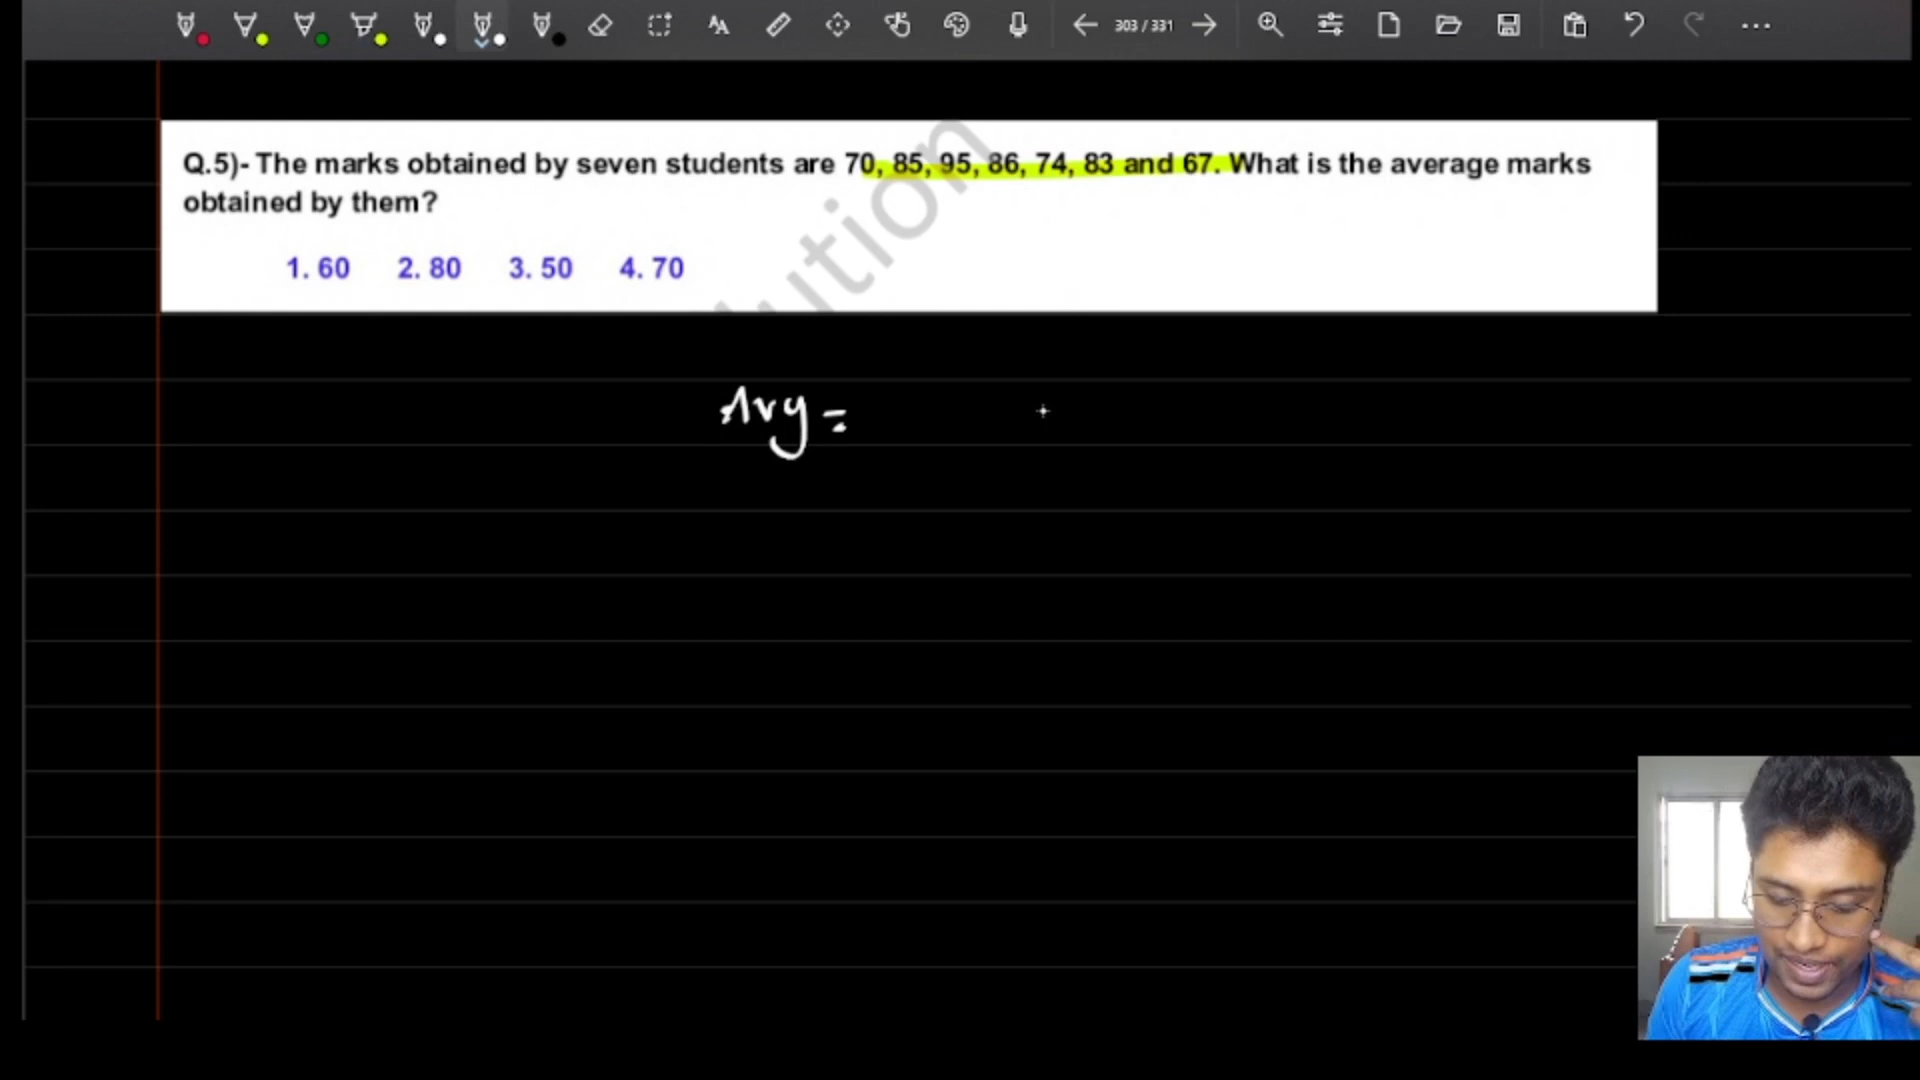 303 / 331
Q.5)- The marks obtained by seven students are 70, 85, 95, 86, 74, 83 and 67. What is the average marks
obtained by them?
1. 60 2. 80 3. 50 4. 70
ution
Avg =